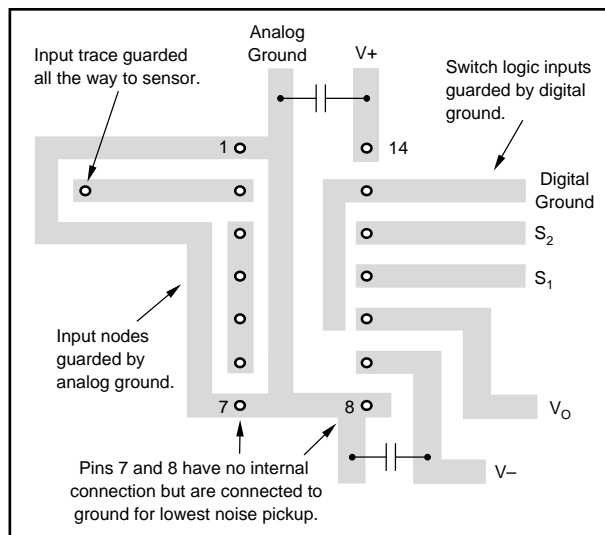 Analog
Ground
V+
Input trace guarded
all the way to sensor.
Switch logic inputs
guarded by digital
ground.
1
14
Digital
Ground
S2
S1
Input nodes
guarded by
analog ground.
7
8
VO
V–
Pins 7 and 8 have no internal
connection but are connected to
ground for lowest noise pickup.